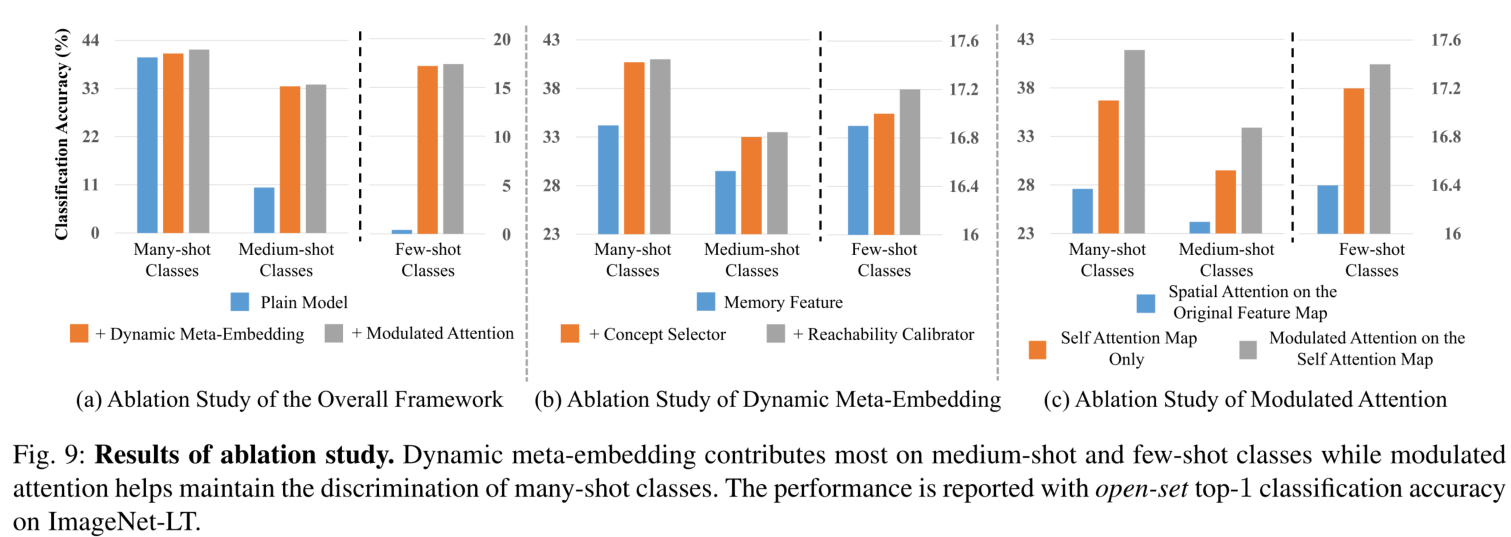 Classification Accuracy (%)
44
33
22
11
0
20
15
10
5
0
Many-shot
Classes
Medium-shot
Classes
Few-shot
Classes
Plain Model
+ Dynamic Meta-Embedding
+ Modulated Attention
(a) Ablation Study of the Overall Framework
43
38
33
28
23
17.6
17.2
16.8
16.4
16
Many-shot
Classes
Medium-shot
Classes
Few-shot
Classes
Memory Feature
+ Concept Selector
+ Reachability Calibrator
(b) Ablation Study of Dynamic Meta-Embedding
43
38
33
28
23
17.6
17.2
16.8
16.4
16
Many-shot
Classes
Medium-shot
Classes
Few-shot
Classes
Spatial Attention on the
Original Feature Map
Self Attention Map
Only
Modulated Attention on the
Self Attention Map
(c) Ablation Study of Modulated Attention
Fig. 9: Results of ablation study. Dynamic meta-embedding contributes most on medium-shot and few-shot classes while modulated
attention helps maintain the discrimination of many-shot classes. The performance is reported with open-set top-1 classification accuracy
on ImageNet-LT.